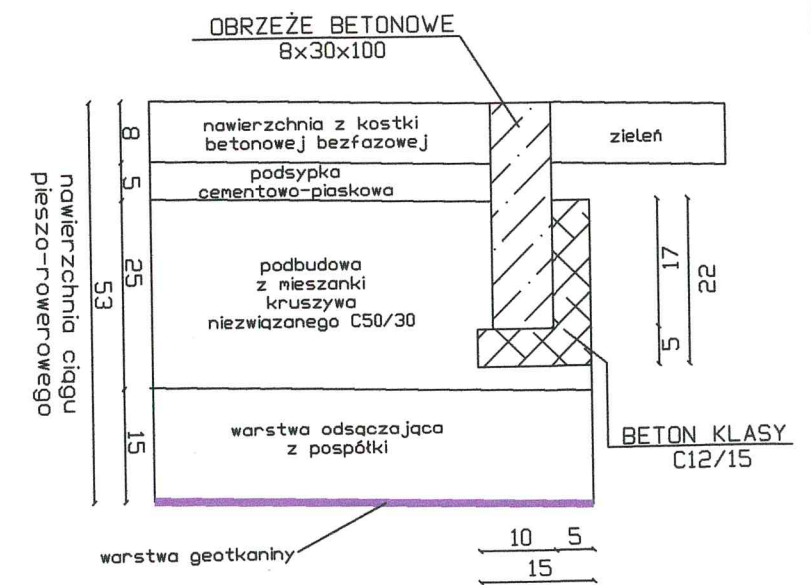 OBRZEŻE BETONOWE
8x30x100
nawierzchnia z kostki
betonowej bezfazowej
zieleń
podsypka
cementowo-piaskowa
podbudowa
z mieszanki
kruszywa
niezwiązanego C50/30
warstwa odsączająca
z pospółki
warstwa geotkaniny
BETON KLASY
C12/15
nawierzchnia ciągu
pieszo-rowerowego
53
8
5
25
15
17
5
22
10
5
15